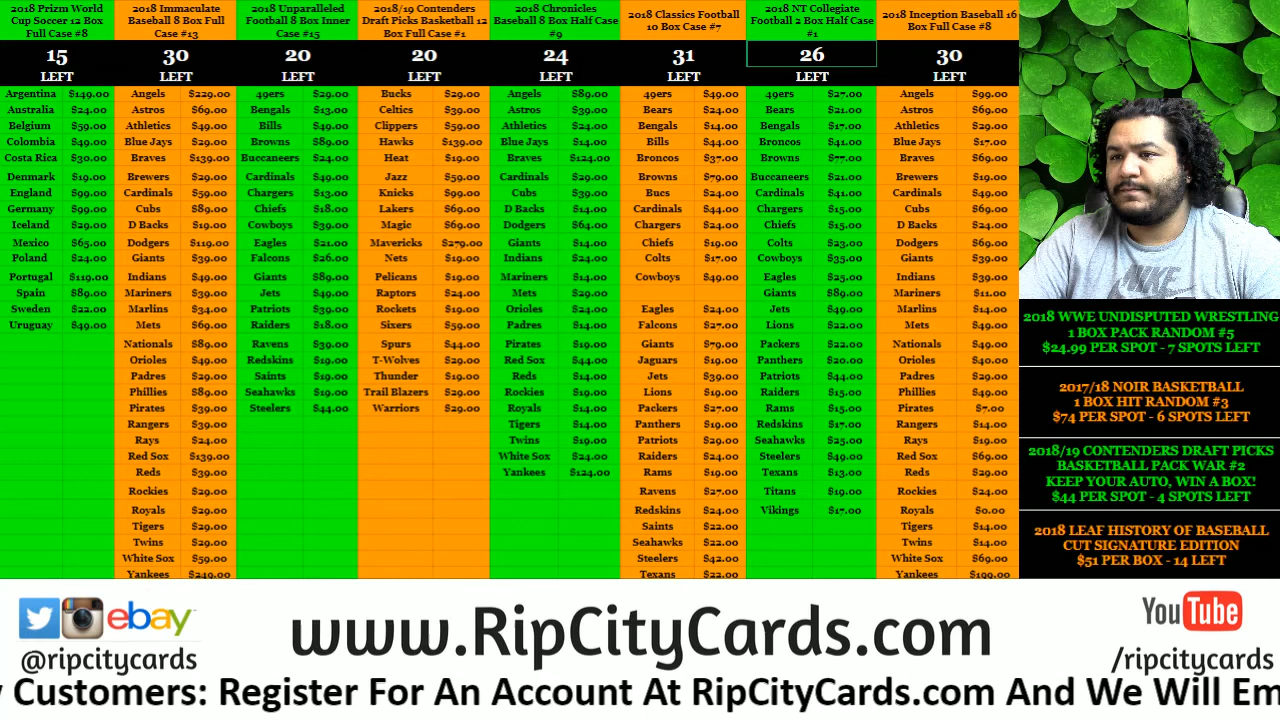 2018 Prizm World Cup Soccer 12 Box Full Case #8
15
LEFT
Argentina $149.00
Australia $24.00
Belgium $59.00
Colombia $49.00
Costa Rica $30.00
Denmark $19.00
England $99.00
Germany $99.00
Iceland $29.00
Mexico $65.00
Poland $24.00
Portugal $119.00
Spain $89.00
Sweden $22.00
Uruguay $49.00
2018 Immaculate Baseball 8 Box Full Case #13
30
LEFT
Angels $229.00
Astros $69.00
Athletics $49.00
Blue Jays $29.00
Braves $139.00
Brewers $29.00
Cardinals $59.00
Cubs $89.00
D Backs $19.00
Dodgers $119.00
Giants $39.00
Indians $49.00
Mariners $39.00
Marlins $34.00
Mets $69.00
Nationals $89.00
Orioles $49.00
Padres $29.00
Phillies $89.00
Pirates $39.00
Rangers $39.00
Rays $24.00
Red Sox $139.00
Reds $39.00
Rockies $29.00
Royals $29.00
Tigers $29.00
Twins $29.00
White Sox $59.00
Yankees $249.00
2018 Unparalleled Football 8 Box Inner Case #15
20
LEFT
49ers $29.00
Bengals $13.00
Bills $49.00
Browns $89.00
Buccaneers $24.00
Cardinals $49.00
Chargers $13.00
Chiefs $18.00
Cowboys $39.00
Eagles $21.00
Falcons $26.00
Giants $89.00
Jets $49.00
Patriots $39.00
Raiders $18.00
Ravens $39.00
Redskins $19.00
Saints $19.00
Seahawks $19.00
Steelers $44.00
2018/19 Contenders Draft Picks Basketball 12 Box Full Case #1
20
LEFT
Bucks $29.00
Celtics $39.00
Clippers $59.00
Hawks $139.00
Heat $19.00
Jazz $59.00
Knicks $99.00
Lakers $69.00
Magic $69.00
Mavericks $279.00
Nets $19.00
Pelicans $19.00
Raptors $24.00
Rockets $19.00
Sixers $59.00
Spurs $44.00
T-Wolves $29.00
Thunder $19.00
Trail Blazers $29.00
Warriors $29.00
2018 Chronicles Baseball 8 Box Half Case #9
24
LEFT
Angels $89.00
Astros $39.00
Athletics $24.00
Blue Jays $14.00
Braves $124.00
Cardinals $29.00
Cubs $39.00
D Backs $14.00
Dodgers $64.00
Giants $14.00
Indians $24.00
Mariners $14.00
Mets $29.00
Orioles $24.00
Padres $14.00
Pirates $19.00
Red Sox $44.00
Reds $14.00
Rockies $19.00
Royals $14.00
Tigers $14.00
Twins $19.00
White Sox $24.00
Yankees $124.00
2018 Classics Football 10 Box Case #7
31
LEFT
49ers $49.00
Bears $24.00
Bengals $14.00
Bills $44.00
Broncos $37.00
Browns $79.00
Bucs $24.00
Cardinals $44.00
Chargers $24.00
Chiefs $19.00
Colts $17.00
Cowboys $49.00
Eagles $24.00
Falcons $27.00
Giants $79.00
Jaguars $19.00
Jets $39.00
Lions $19.00
Packers $27.00
Panthers $19.00
Patriots $29.00
Raiders $24.00
Rams $19.00
Ravens $27.00
Redskins $24.00
Saints $22.00
Seahawks $22.00
Steelers $42.00
Texans $22.00
2018 NT Collegiate Football 2 Box Half Case #1
26
LEFT
49ers $27.00
Bears $21.00
Bengals $17.00
Broncos $41.00
Browns $77.00
Buccaneers $21.00
Cardinals $41.00
Chargers $15.00
Chiefs $15.00
Colts $23.00
Cowboys $35.00
Eagles $25.00
Giants $89.00
Jets $49.00
Lions $22.00
Packers $22.00
Panthers $20.00
Patriots $44.00
Raiders $15.00
Rams $15.00
Redskins $17.00
Seahawks $25.00
Steelers $49.00
Texans $13.00
Titans $19.00
Vikings $17.00
2018 Inception Baseball 16 Box Full Case #8
30
LEFT
Angels $99.00
Astros $69.00
Athletics $29.00
Blue Jays $17.00
Braves $69.00
Brewers $19.00
Cardinals $49.00
Cubs $69.00
D Backs $24.00
Dodgers $69.00
Giants $39.00
Indians $39.00
Mariners $11.00
Marlins $14.00
Mets $49.00
Nationals $49.00
Orioles $40.00
Padres $29.00
Phillies $49.00
Pirates $7.00
Rangers $14.00
Rays $19.00
Red Sox $69.00
Reds $29.00
Rockies $24.00
Royals $0.00
Tigers $14.00
Twins $14.00
White Sox $69.00
Yankees $199.00
NIKE
2018 WWE UNDISPUTED WRESTLING
1 BOX PACK RANDOM #5
$24.99 PER SPOT - 7 SPOTS LEFT
2017/18 NOIR BASKETBALL
1 BOX HIT RANDOM #3
$74 PER SPOT - 6 SPOTS LEFT
2018/19 CONTENDERS DRAFT PICKS
BASKETBALL PACK WAR #2
KEEP YOUR AUTO, WIN A BOX!
$44 PER SPOT - 4 SPOTS LEFT
2018 LEAF HISTORY OF BASEBALL
CUT SIGNATURE EDITION
$51 PER BOX - 14 LEFT
ebay
@ripcitycards
www.RipCityCards.com
YouTube
/ripcitycards
y Customers: Register For An Account At RipCityCards.com And We Will Em